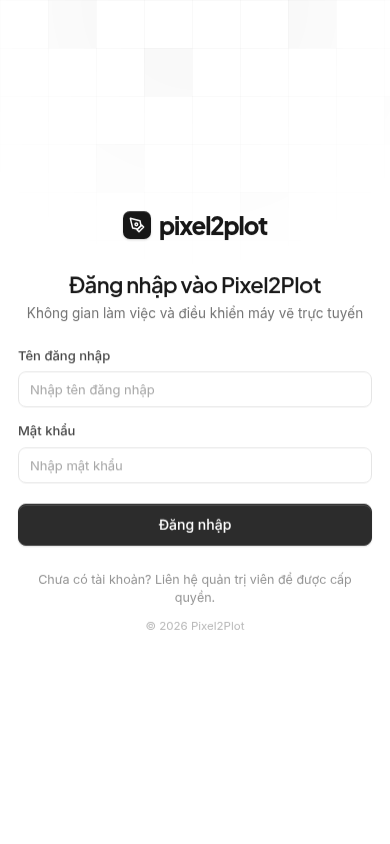 pixel2plot
Đăng nhập vào Pixel2Plot
Không gian làm việc và điều khiển máy vẽ trực tuyến
Tên đăng nhập
Nhập tên đăng nhập
Mật khẩu
Nhập mật khẩu
Đăng nhập
Chưa có tài khoản? Liên hệ quản trị viên để được cấp
quyền.
© 2026 Pixel2Plot